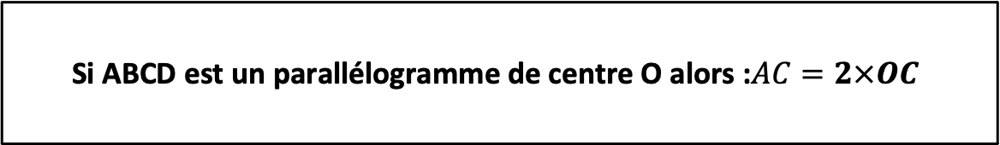 Si ABCD est un parallélogramme de centre O alors :AC = 2×OC